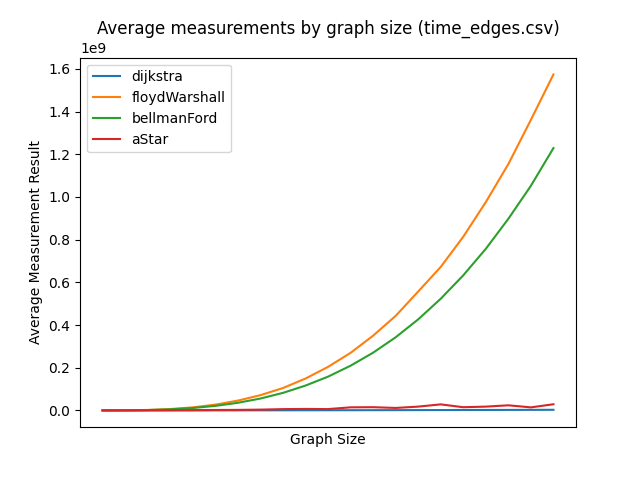 Average measurements by graph size (time_edges.csv)
1e9
dijkstra
floydWarshall
bellmanFord
aStar
1.6
1.4
1.2
1.0
0.8
0.6
0.4
0.2
0.0
Average Measurement Result
Graph Size